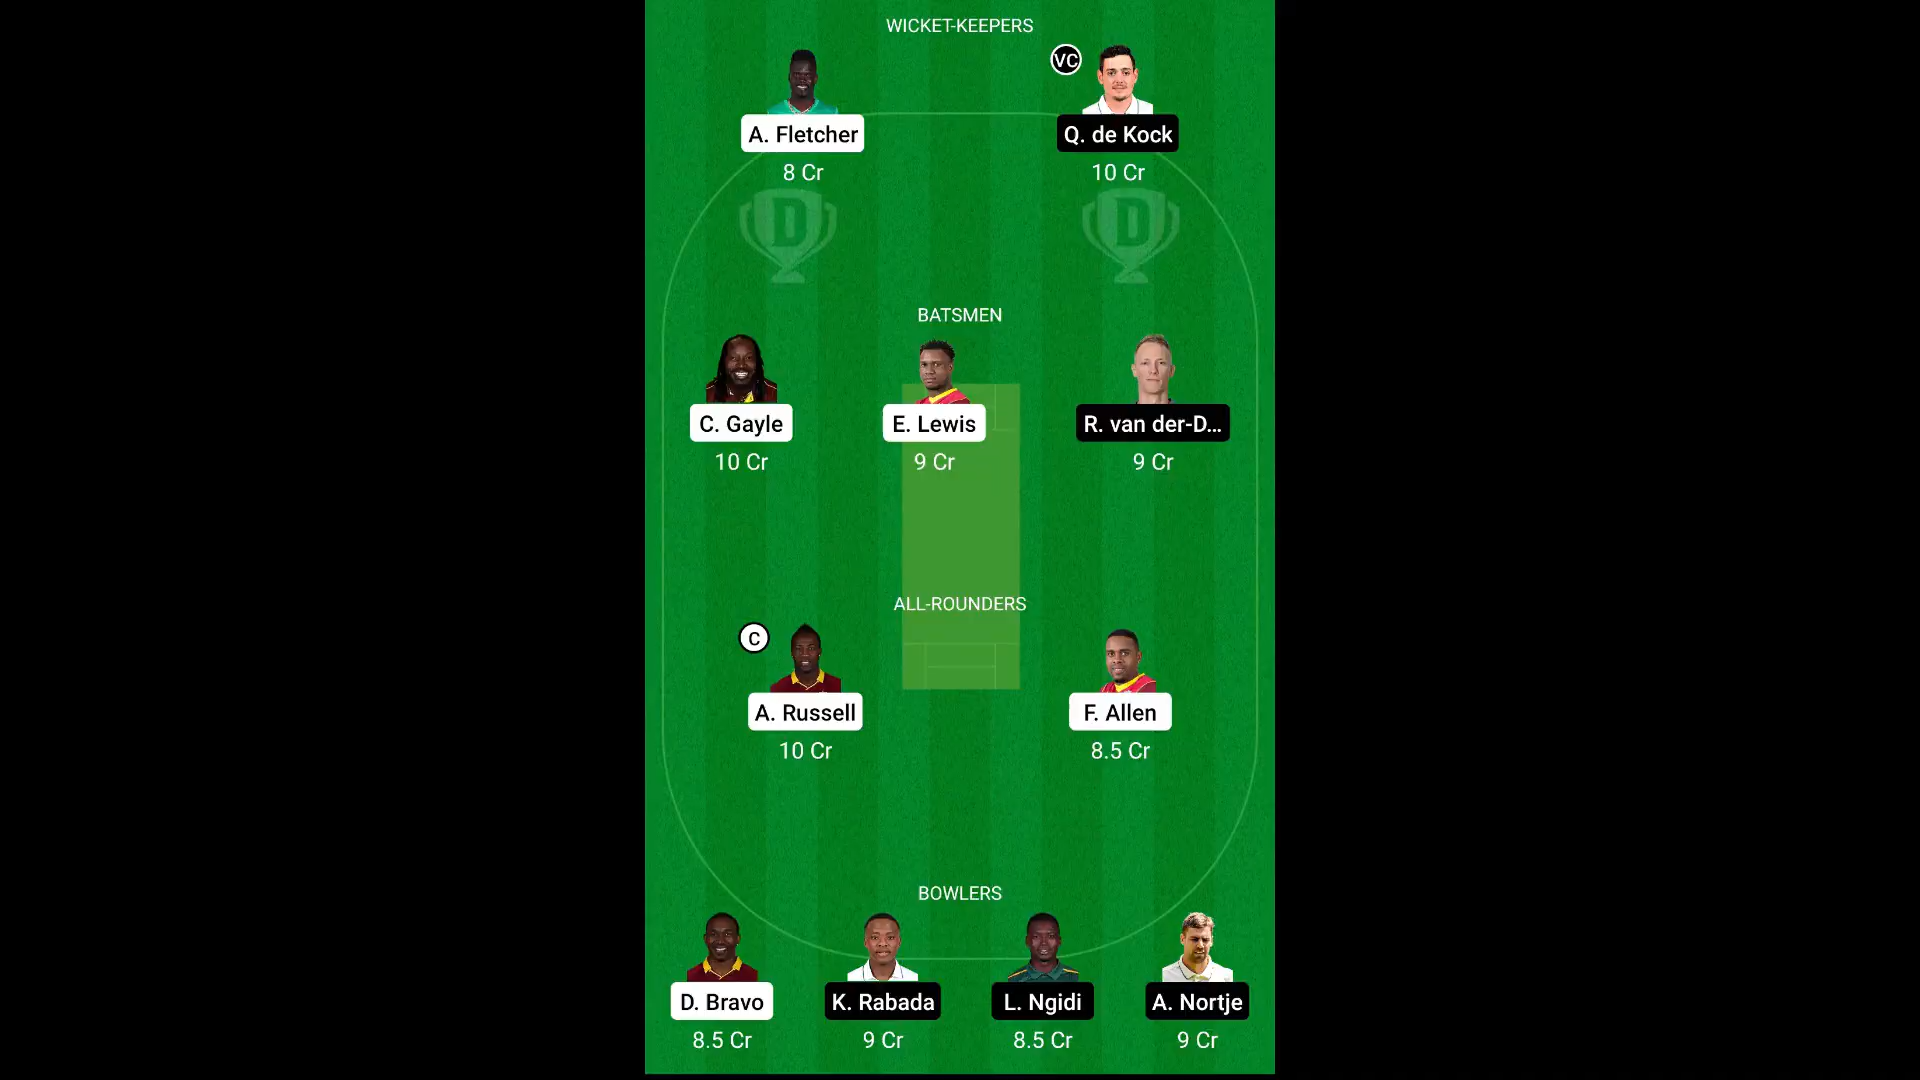 WICKET-KEEPERS
VC
A. Fletcher
Q. de Kock
8 Cr
10 Cr
D
D
BATSMEN
C. Gayle
E. Lewis
R. van der-D...
10 Cr
9 Cr
9 Cr
ALL-ROUNDERS
C
A. Russell
F. Allen
10 Cr
8.5 Cr
BOWLERS
D. Bravo
K. Rabada
L. Ngidi
A. Nortje
8.5 Cr
9 Cr
8.5 Cr
9 Cr